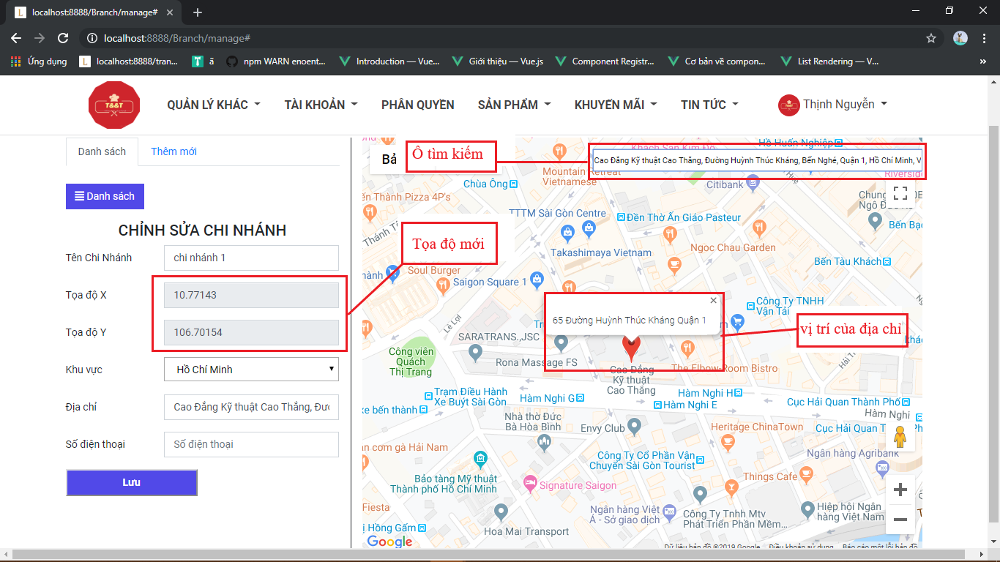 localhost:8888/Branch/manage#
localhost:8888/Branch/manage#
Ứng dụng
localhost:8888/tran...
ã
npm WARN enoent...
Introduction — Vue...
Giới thiệu — Vue.js
Component Registr...
Cơ bản về compon...
List Rendering — V...
T&&T
QUẢN LÝ KHÁC
TÀI KHOẢN
PHÂN QUYỀN
SẢN PHẨM
KHUYẾN MÃI
TIN TỨC
Thịnh Nguyễn
Danh sách
Thêm mới
Danh sách
CHỈNH SỬA CHI NHÁNH
Tên Chi Nhánh
chi nhánh 1
Tọa độ X
10.77143
Tọa độ Y
106.70154
Khu vực
Hồ Chí Minh
Địa chỉ
Cao Đẳng Kỹ thuật Cao Thắng, Đườ
Số điện thoại
Số điện thoại
Lưu
Ô tìm kiếm
Tọa độ mới
vị trí của địa chỉ
Cao Đẳng Kỹ thuật Cao Thắng, Đường Huỳnh Thúc Kháng, Bến Nghé, Quận 1, Hồ Chí Minh, V
Hồ Huấn Nghiệp
Khách Sạn Kim Đô
Mountain Retreat
Vietnamese
Riverside
Chùa Ông
Citibank
Thành Pizza 4P's
TTTM Sài Gòn Centre
Đền Thờ Ấn Giáo Pasteur
Takashimaya Vietnam
Ngọc Chau Garden
Bến Bạ
Bến Tàu Khách
Soul Burger
Saigon Square 1
Công Ty TNHH
Vận Tải
65 Đường Huỳnh Thúc Kháng Quận 1
Lê Lợi
SARATRANS.,JSC
Rona Massage FS
Công viên
Quách
Thị Trang
The Elbow-Room Bistro
Cao Đẳng
Kỹ thuật
Cao Thắng
Trạm Điều Hành
Xe Buýt Sài Gòn
Hàm Nghi G
Hàm Nghi H
Hàm Nghi E
xe bến thành
Cục Hải Quan Thành Phố
Hàm Nghi
Nhà thờ Đức
Bà Hòa Bình
Envy Club
Heritage ChinaTown
Cục Hải Quan T
cơm gà Hải Nam
Ngân hàng Agribank
Công Ty Cổ Phần Vận
Chuyển Sài Gòn Tourist
Bảo tàng Mỹ thuật
Thành phố Hồ Chí Minh
Signature Saigon
Things Cafe
Fiesta
Ngân hàng Việt
Á - Sở giao dịch
Công Ty Tnhh Mtv
Phát Triển Phần Mềm...
Hiệp hội Ngân
hàng Việt Nam
Hồng Gấm
Hoa Mai Transport
Google
Dữ liệu bản đồ ©2019 Google
Điều khoản sử dụng
Báo cáo một lỗi bản đồ